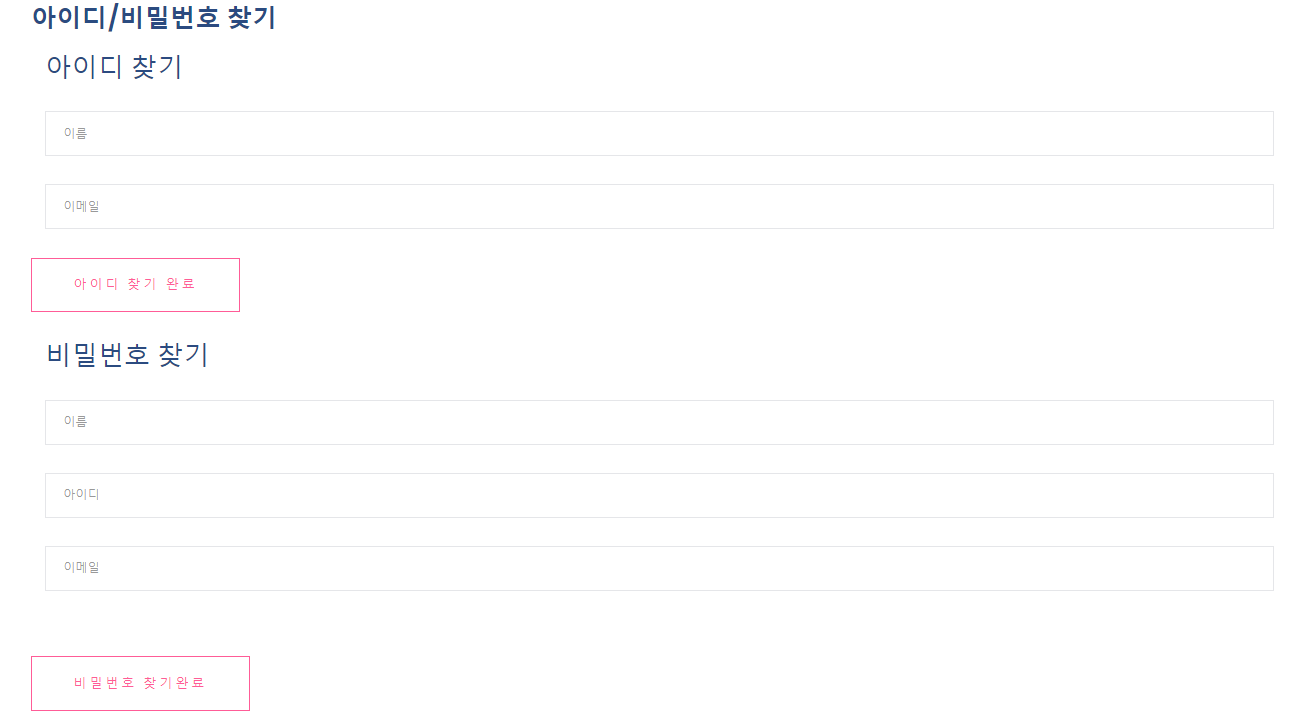 아이디/비밀번호 찾기
아이디 찾기
이름
이메일
아이디 찾기 완료
비밀번호 찾기
이름
아이디
이메일
비밀번호 찾기완료